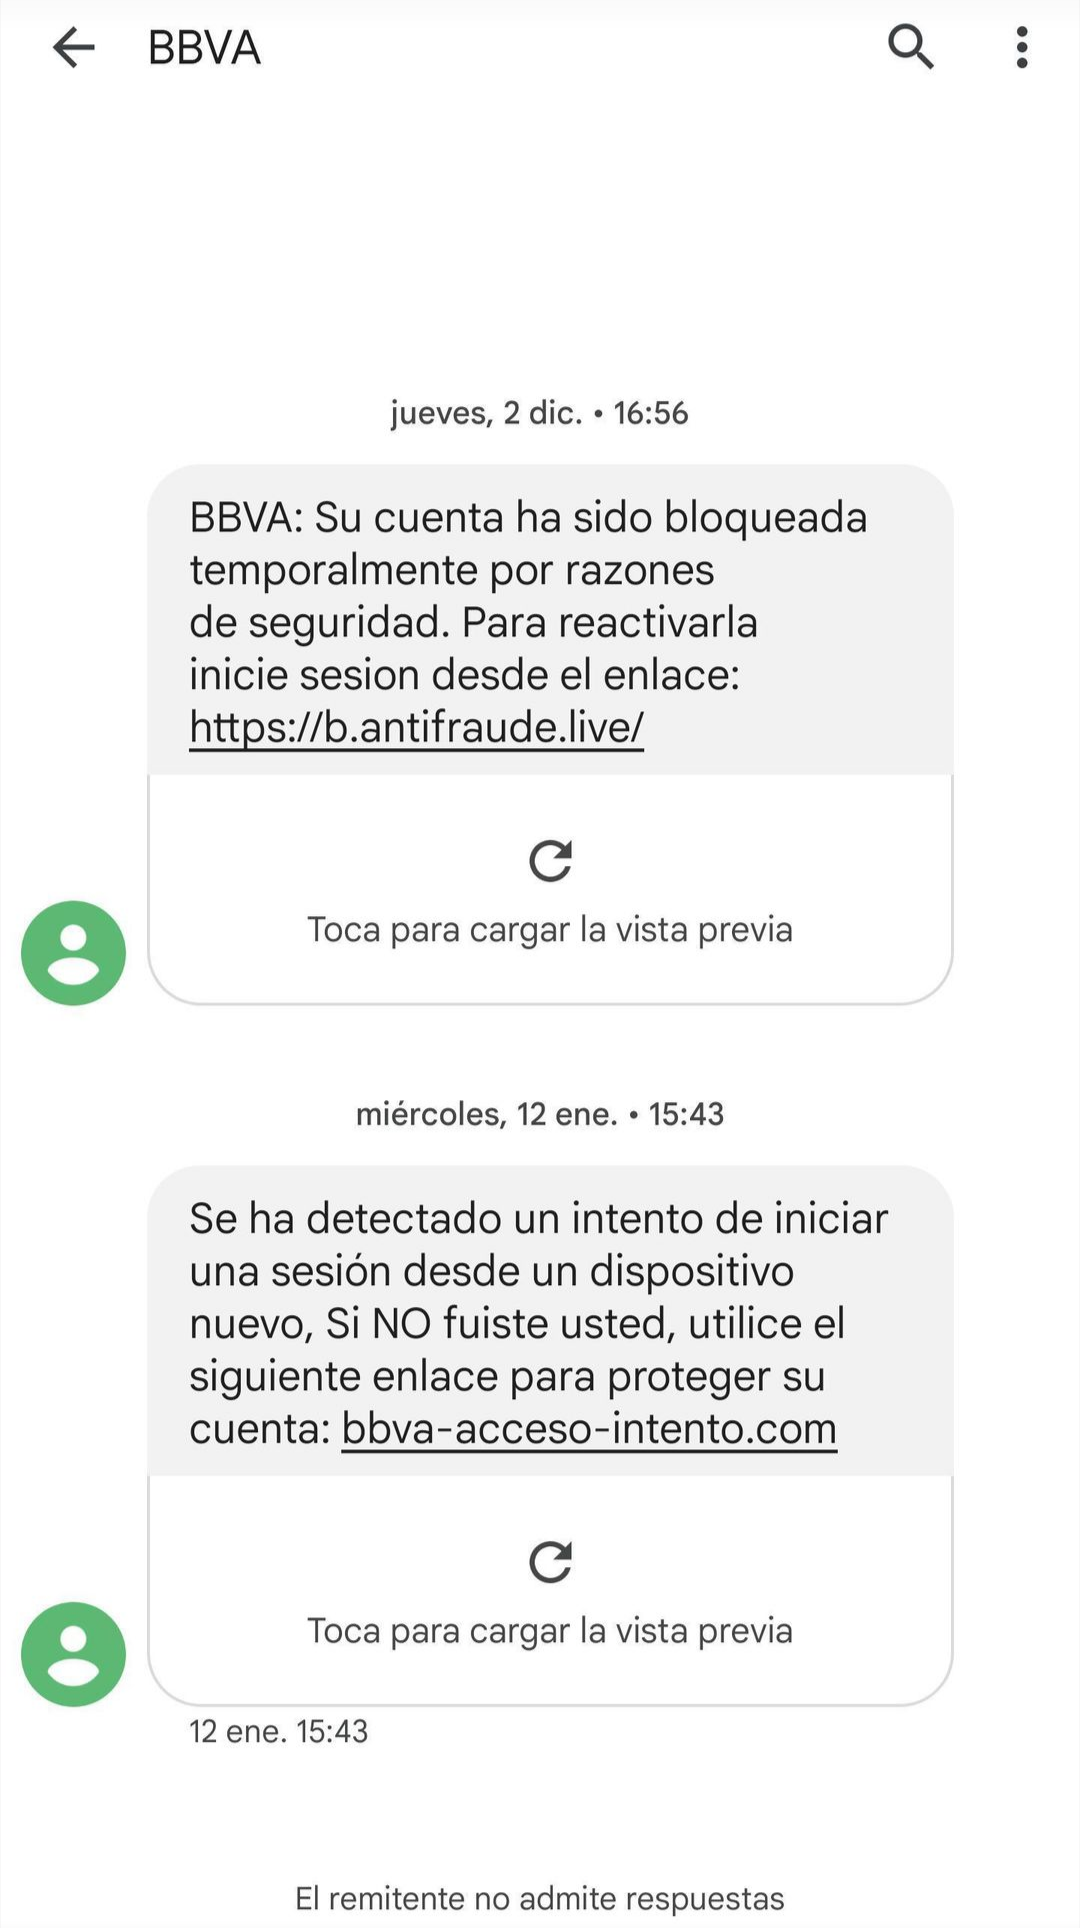 BBVA
jueves, 2 dic. • 16:56
BBVA: Su cuenta ha sido bloqueada
temporalmente por razones
de seguridad. Para reactivarla
inicie sesion desde el enlace:
https://b.antifraude.live/
Toca para cargar la vista previa
miércoles, 12 ene. • 15:43
Se ha detectado un intento de iniciar
una sesión desde un dispositivo
nuevo, Si NO fuiste usted, utilice el
siguiente enlace para proteger su
cuenta: bbva-acceso-intento.com
Toca para cargar la vista previa
12 ene. 15:43
El remitente no admite respuestas